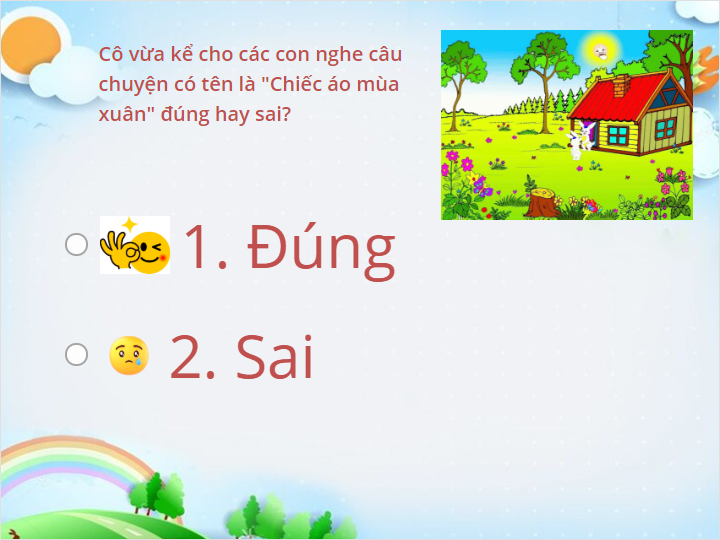 Cô vừa kể cho các con nghe câu
chuyện có tên là "Chiếc áo mùa
xuân" đúng hay sai?
1. Đúng
2. Sai